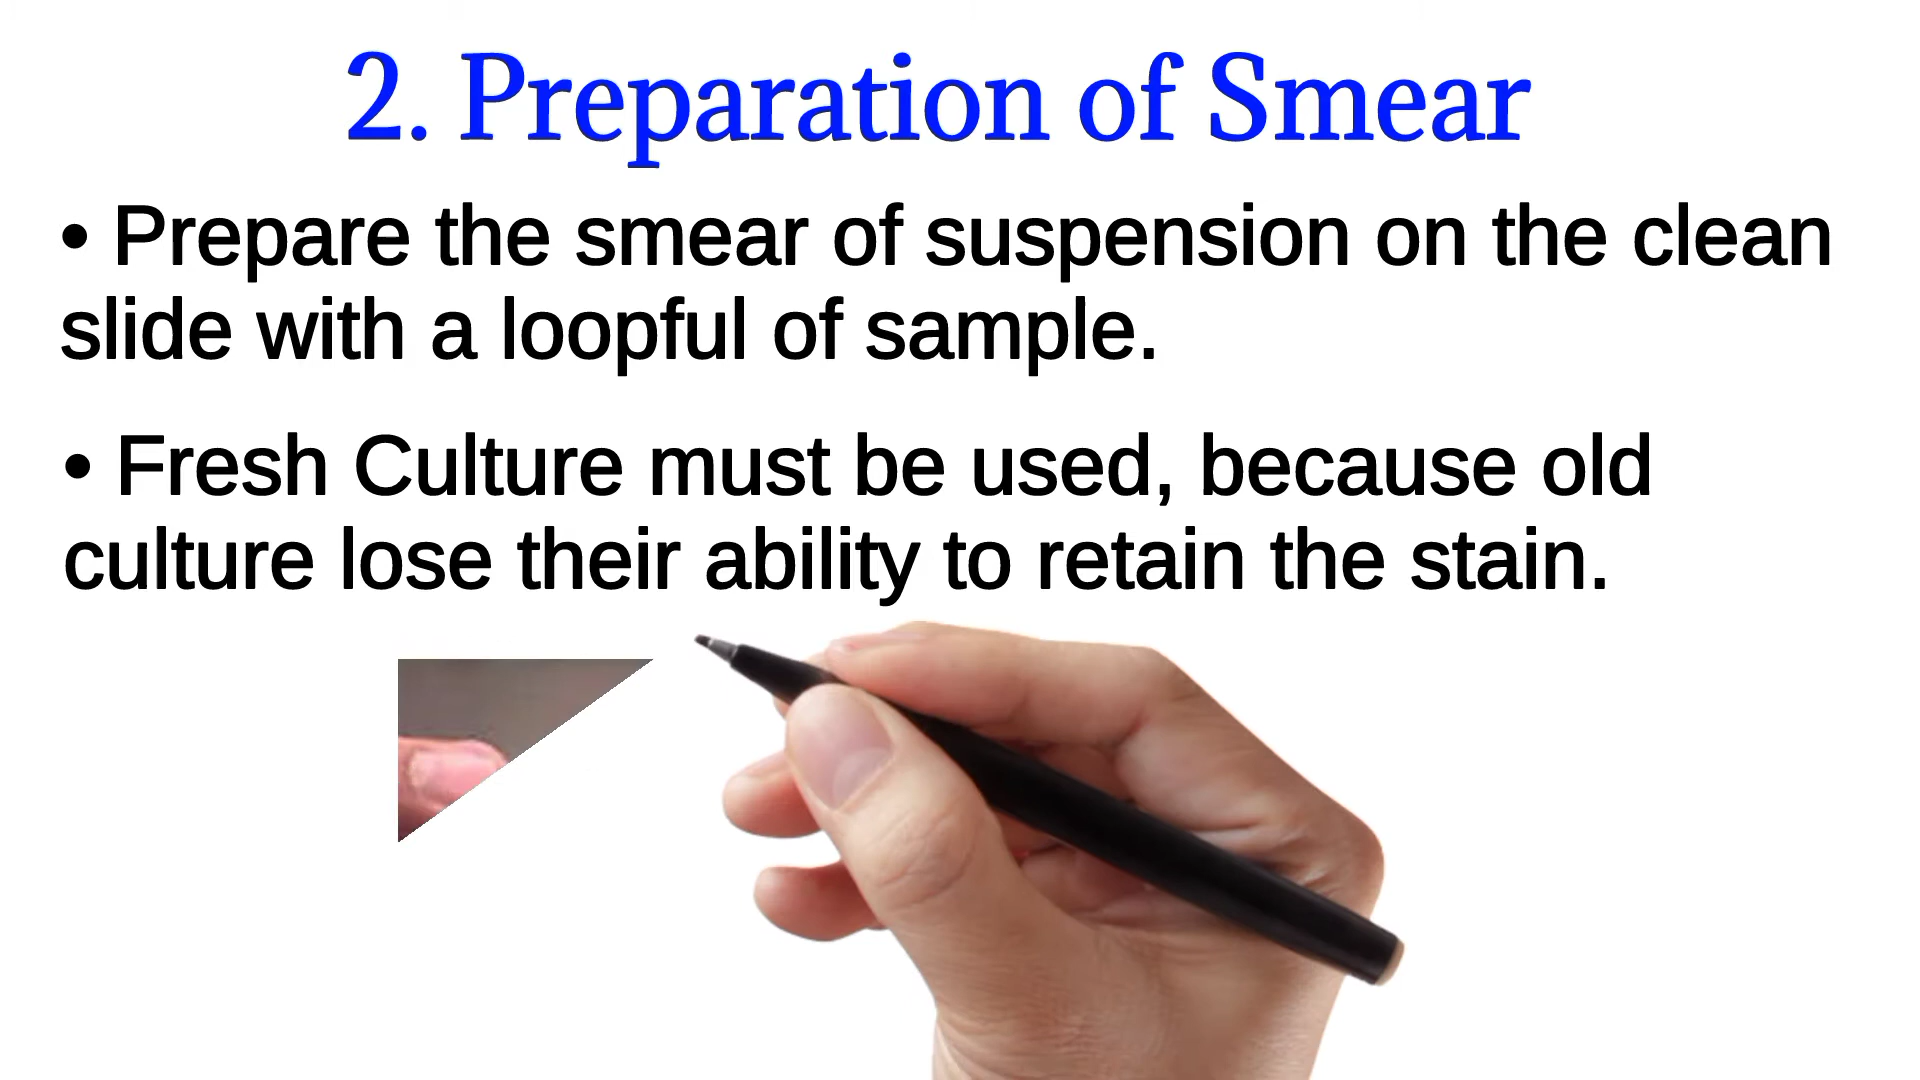 2. Preparation of Smear
• Prepare the smear of suspension on the clean
slide with a loopful of sample.
• Fresh Culture must be used, because old
culture lose their ability to retain the stain.